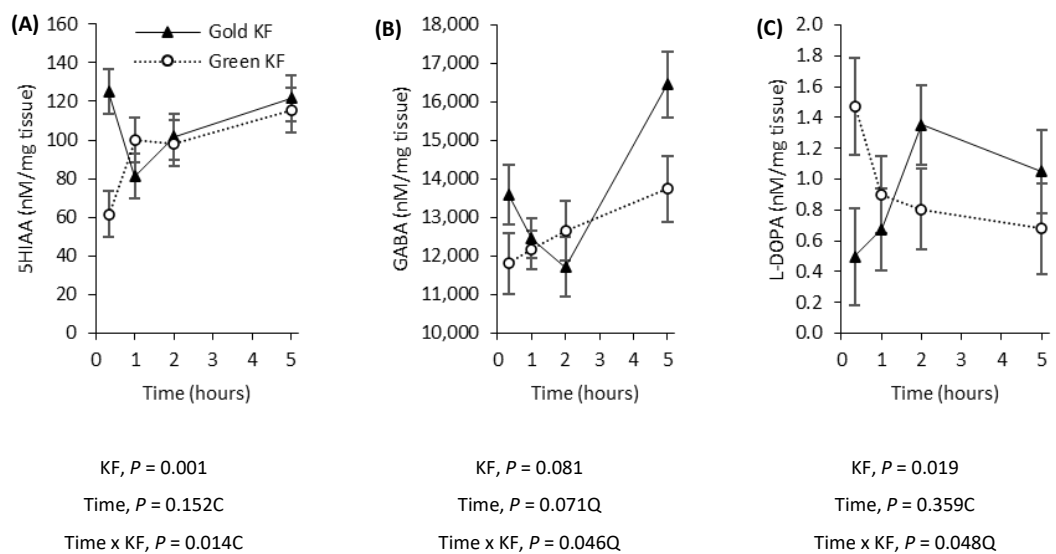 (A)
5HIAA (nM/mg tissue)
160
140
120
100
80
60
40
20
0
0 1 2 3 4 5
Time (hours)
Gold KF
Green KF
KF, P = 0.001
Time, P = 0.152C
Time x KF, P = 0.014C
(B)
GABA (nM/mg tissue)
18,000
17,000
16,000
15,000
14,000
13,000
12,000
11,000
10,000
0 1 2 3 4 5
Time (hours)
KF, P = 0.081
Time, P = 0.071Q
Time x KF, P = 0.046Q
(C)
L-DOPA (nM/mg tissue)
2.0
1.8
1.6
1.4
1.2
1.0
0.8
0.6
0.4
0.2
0.0
0 1 2 3 4 5
Time (hours)
KF, P = 0.019
Time, P = 0.359C
Time x KF, P = 0.048Q